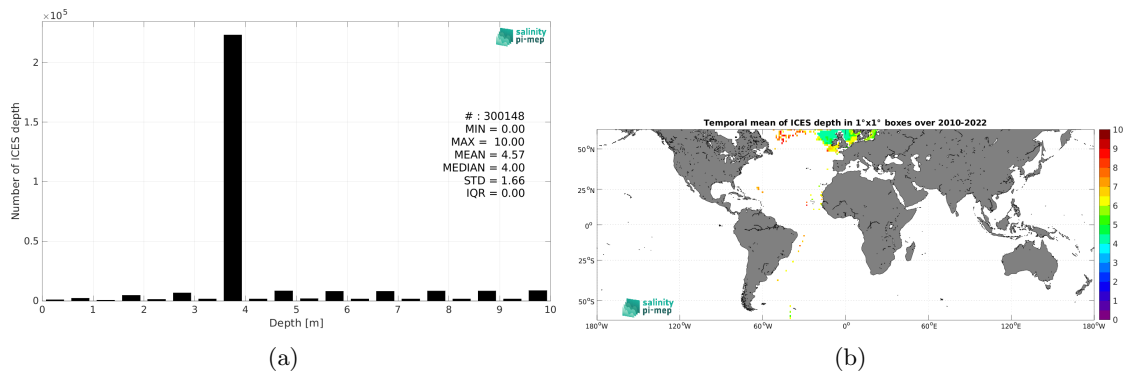 ×10⁵
salinity
pi-mep
2
1.5
1
0.5
0
Number of ICES depth
# : 300148
MIN = 0.00
MAX = 10.00
MEAN = 4.57
MEDIAN = 4.00
STD = 1.66
IQR = 0.00
0 1 2 3 4 5 6 7 8 9 10
Depth [m]
(a)
Temporal mean of ICES depth in 1°x1° boxes over 2010-2022
50°N
25°N
0°
25°S
50°S
180°W 120°W 60°W 0° 60°E 120°E 180°E
salinity
pi-mep
10
9
8
7
6
5
4
3
2
1
0
(b)